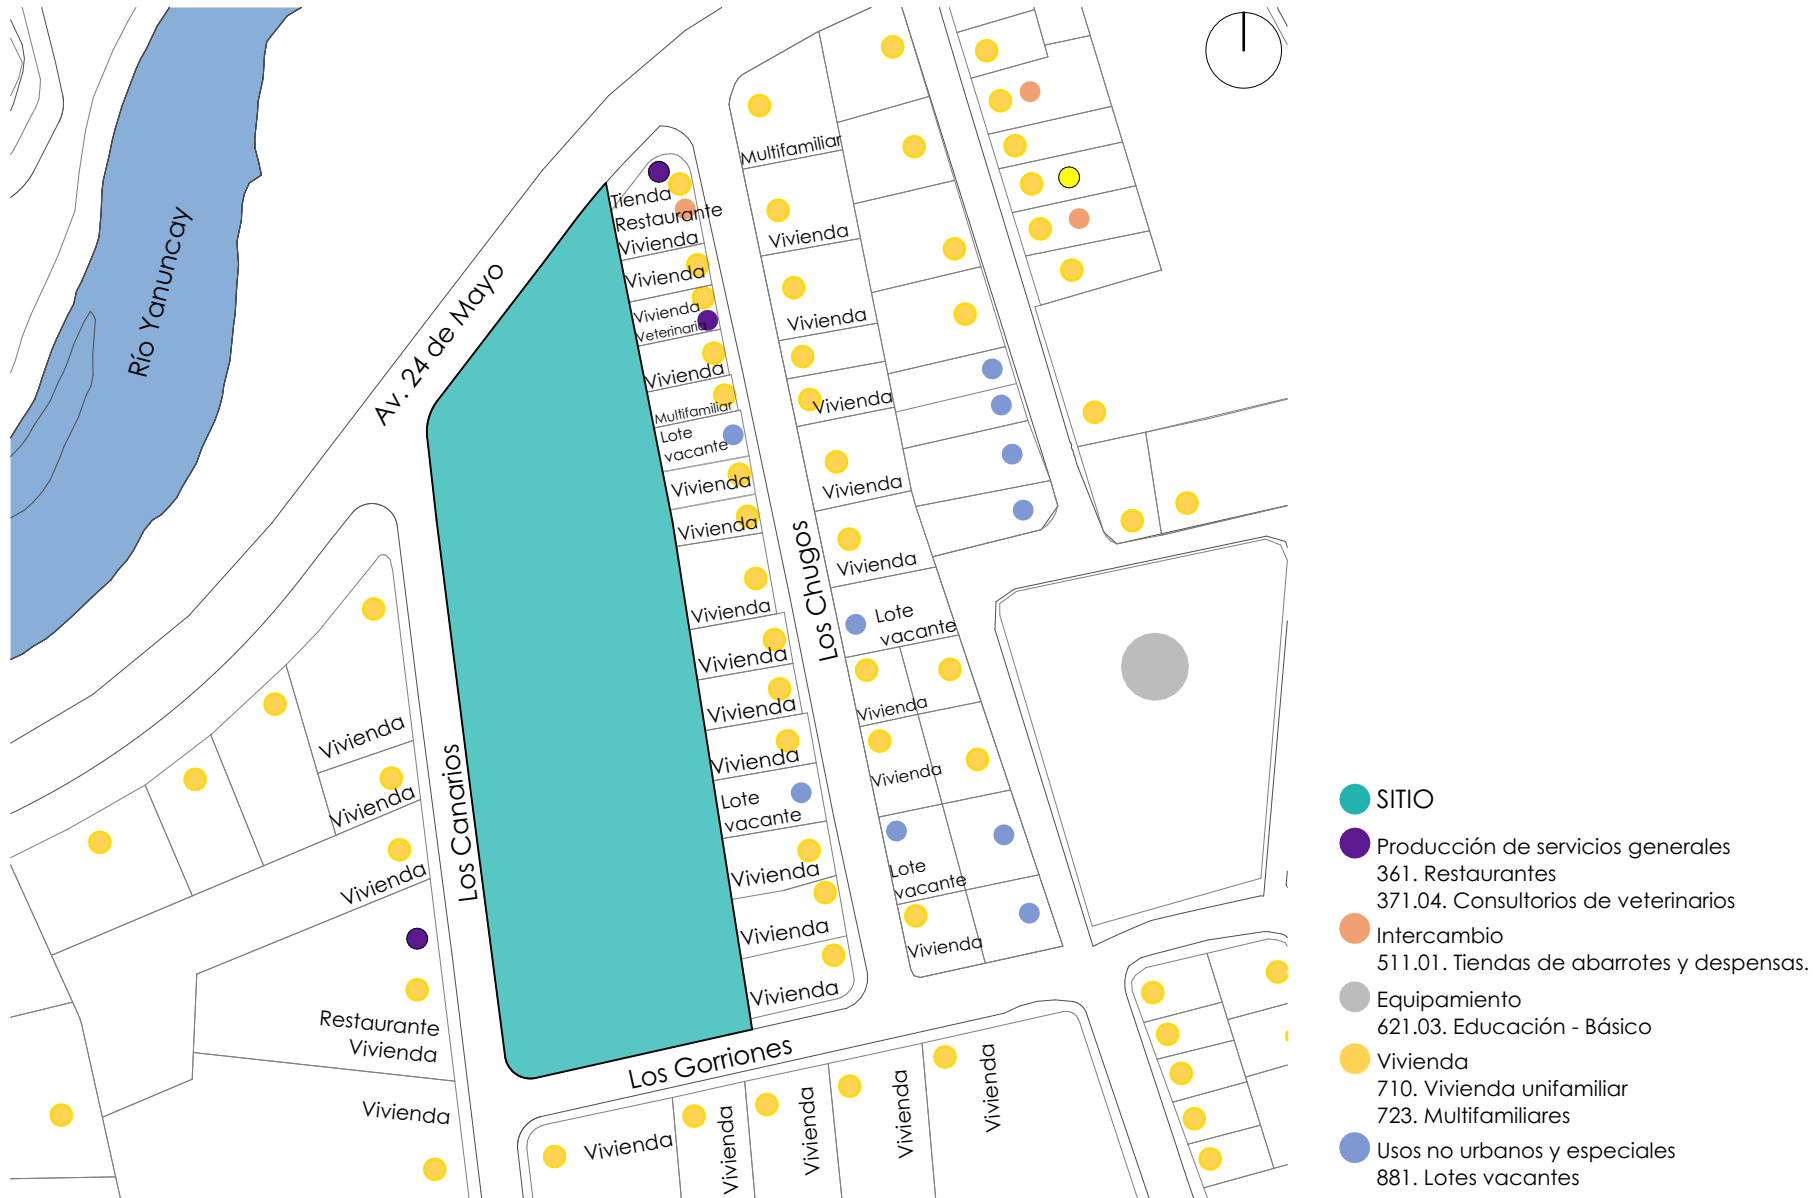 Multifamiliar
Tienda
Restaurante
Vivienda
Vivienda
Vivienda
Río Yanuncay
Av. 24 de Mayo
Vivienda
Vivienda
Veterinaria
Vivienda
Vivienda
Vivienda
Multifamiliar
Lote
vacante
Vivienda
Vivienda
Vivienda
Vivienda
Los Chugos
Vivienda
Lote
vacante
Vivienda
Vivienda
Vivienda
Vivienda
Vivienda
Vivienda
Vivienda
Lote
vacante
Vivienda
Los Canarios
Vivienda
Vivienda
Lote
vacante
Vivienda
Vivienda
Vivienda
Restaurante
Vivienda
Los Gorriones
Vivienda
Vivienda
Vivienda
Vivienda
Vivienda
Vivienda
SITIO
Producción de servicios generales
361. Restaurantes
371.04. Consultorios de veterinarios
Intercambio
511.01. Tiendas de abarrotes y despensas.
Equipamiento
621.03. Educación - Básico
Vivienda
710. Vivienda unifamiliar
723. Multifamiliares
Usos no urbanos y especiales
881. Lotes vacantes